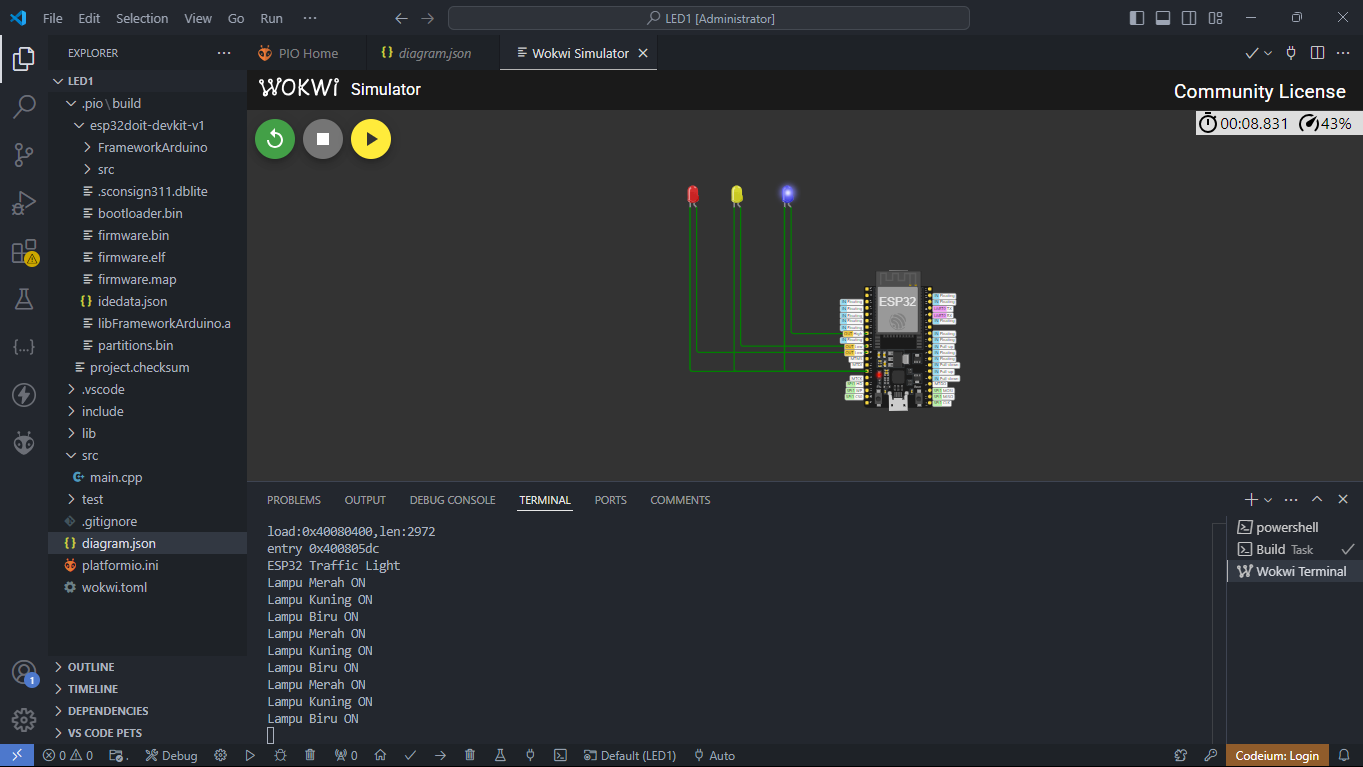 File Edit Selection View Go Run ··· LED1 [Administrator]
EXPLORER
LED1
.pio\build
esp32doit-devkit-v1
FrameworkArduino
src
.sconsign311.dblite
bootloader.bin
firmware.bin
firmware.elf
firmware.map
idedata.json
libFrameworkArduino.a
partitions.bin
project.checksum
.vscode
include
lib
src
main.cpp
test
.gitignore
diagram.json
platformio.ini
wokwi.toml
OUTLINE
TIMELINE
DEPENDENCIES
VS CODE PETS
1
PIO Home diagram.json Wokwi Simulator
WOKWI Simulator Community License
00:08.831 43%
ESP32
PROBLEMS OUTPUT DEBUG CONSOLE TERMINAL PORTS COMMENTS
load:0x40080400,len:2972
entry 0x400805dc
ESP32 Traffic Light
Lampu Merah ON
Lampu Kuning ON
Lampu Biru ON
Lampu Merah ON
Lampu Kuning ON
Lampu Biru ON
Lampu Merah ON
Lampu Kuning ON
Lampu Biru ON
powershell
Build Task
Wokwi Terminal
0 0 Debug 0 Default (LED1) Auto Codeium: Login